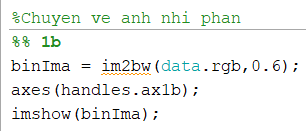 %Chuyen ve anh nhi phan
%% 1b
binIma = im2bw(data.rgb,0.6);
axes(handles.ax1b);
imshow(binIma);